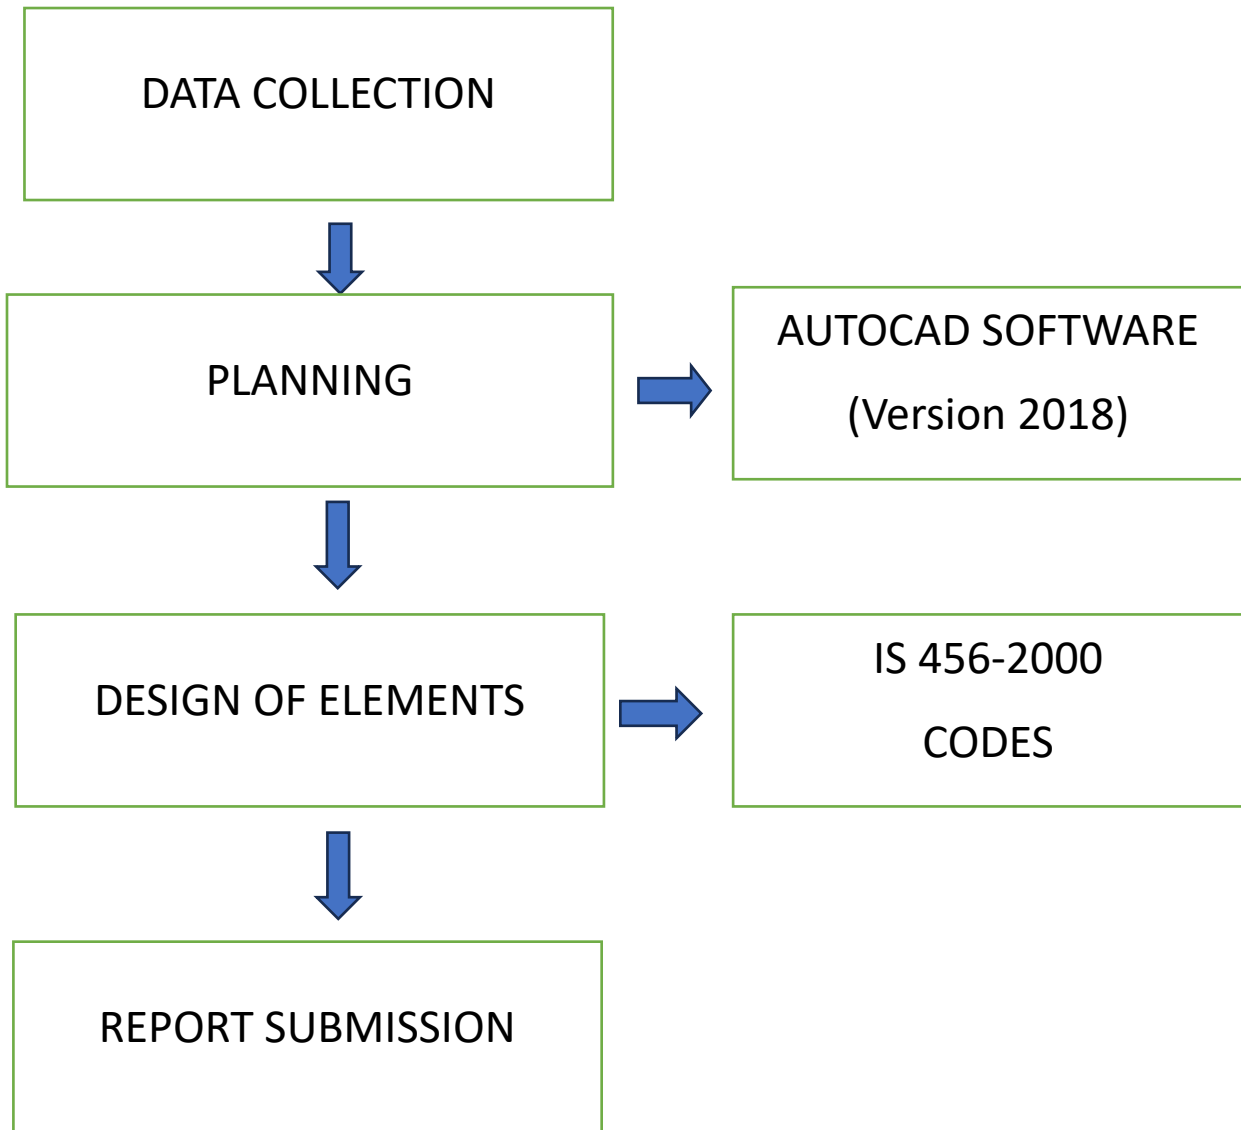 DATA COLLECTION
PLANNING
AUTOCAD SOFTWARE
(Version 2018)
DESIGN OF ELEMENTS
IS 456-2000
CODES
REPORT SUBMISSION